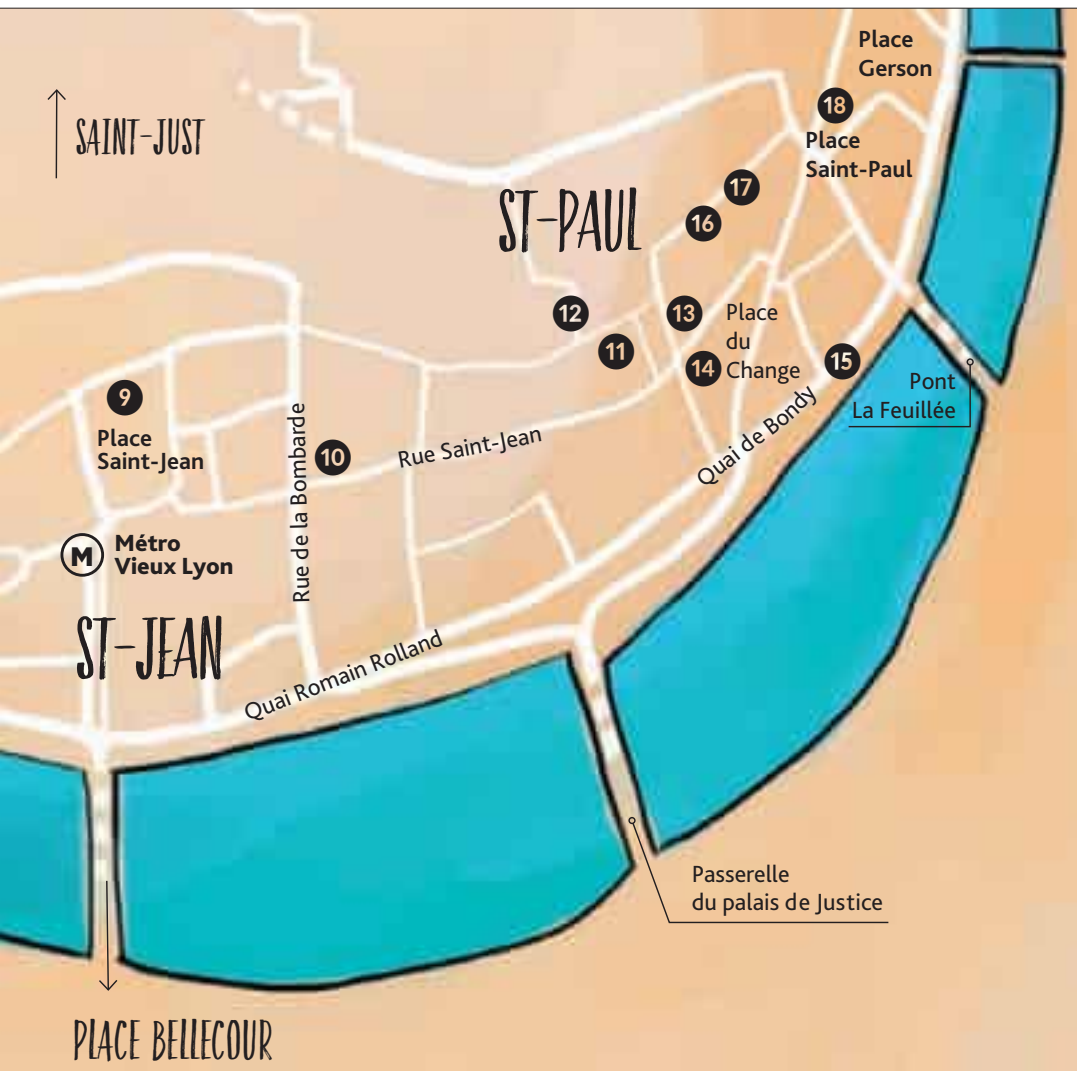 Place
Gerson
18
Place
Saint-Paul
SAINT-JUST
17
16
ST-PAUL
12
13
Place
du
Change
11
14
15
Pont
La Feuillée
9
Place
Saint-Jean
10
Rue de la Bombarde
Rue Saint-Jean
Quai de Bondy
M
Métro
Vieux Lyon
ST-JEAN
Quai Romain Rolland
Passerelle
du palais de Justice
PLACE BELLECOUR